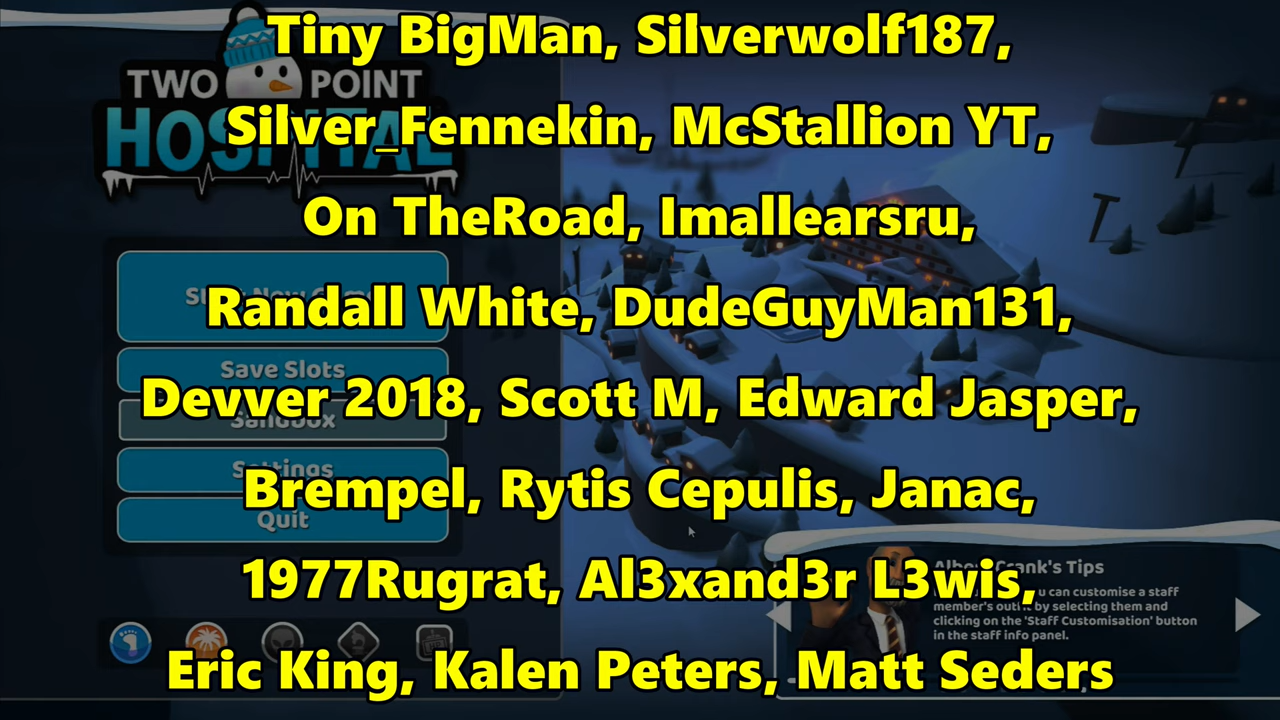 Tiny BigMan, Silverwolf187,
TWO POINT
HOSPITAL
Silver_Fennekin, McStallion YT,
On TheRoad, Imallearsru,
Randall White, DudeGuyMan131,
Save Slots
Devver 2018, Scott M, Edward Jasper,
Sandbox
Settings
Brempel, Rytis Cepulis, Janac,
Quit
1977Rugrat, Al3xand3r L3wis,
Crank's Tips
can customise a staff
member's outfit by selecting them and
clicking on the 'Staff Customisation' button
in the staff info panel.
Eric King, Kalen Peters, Matt Seders